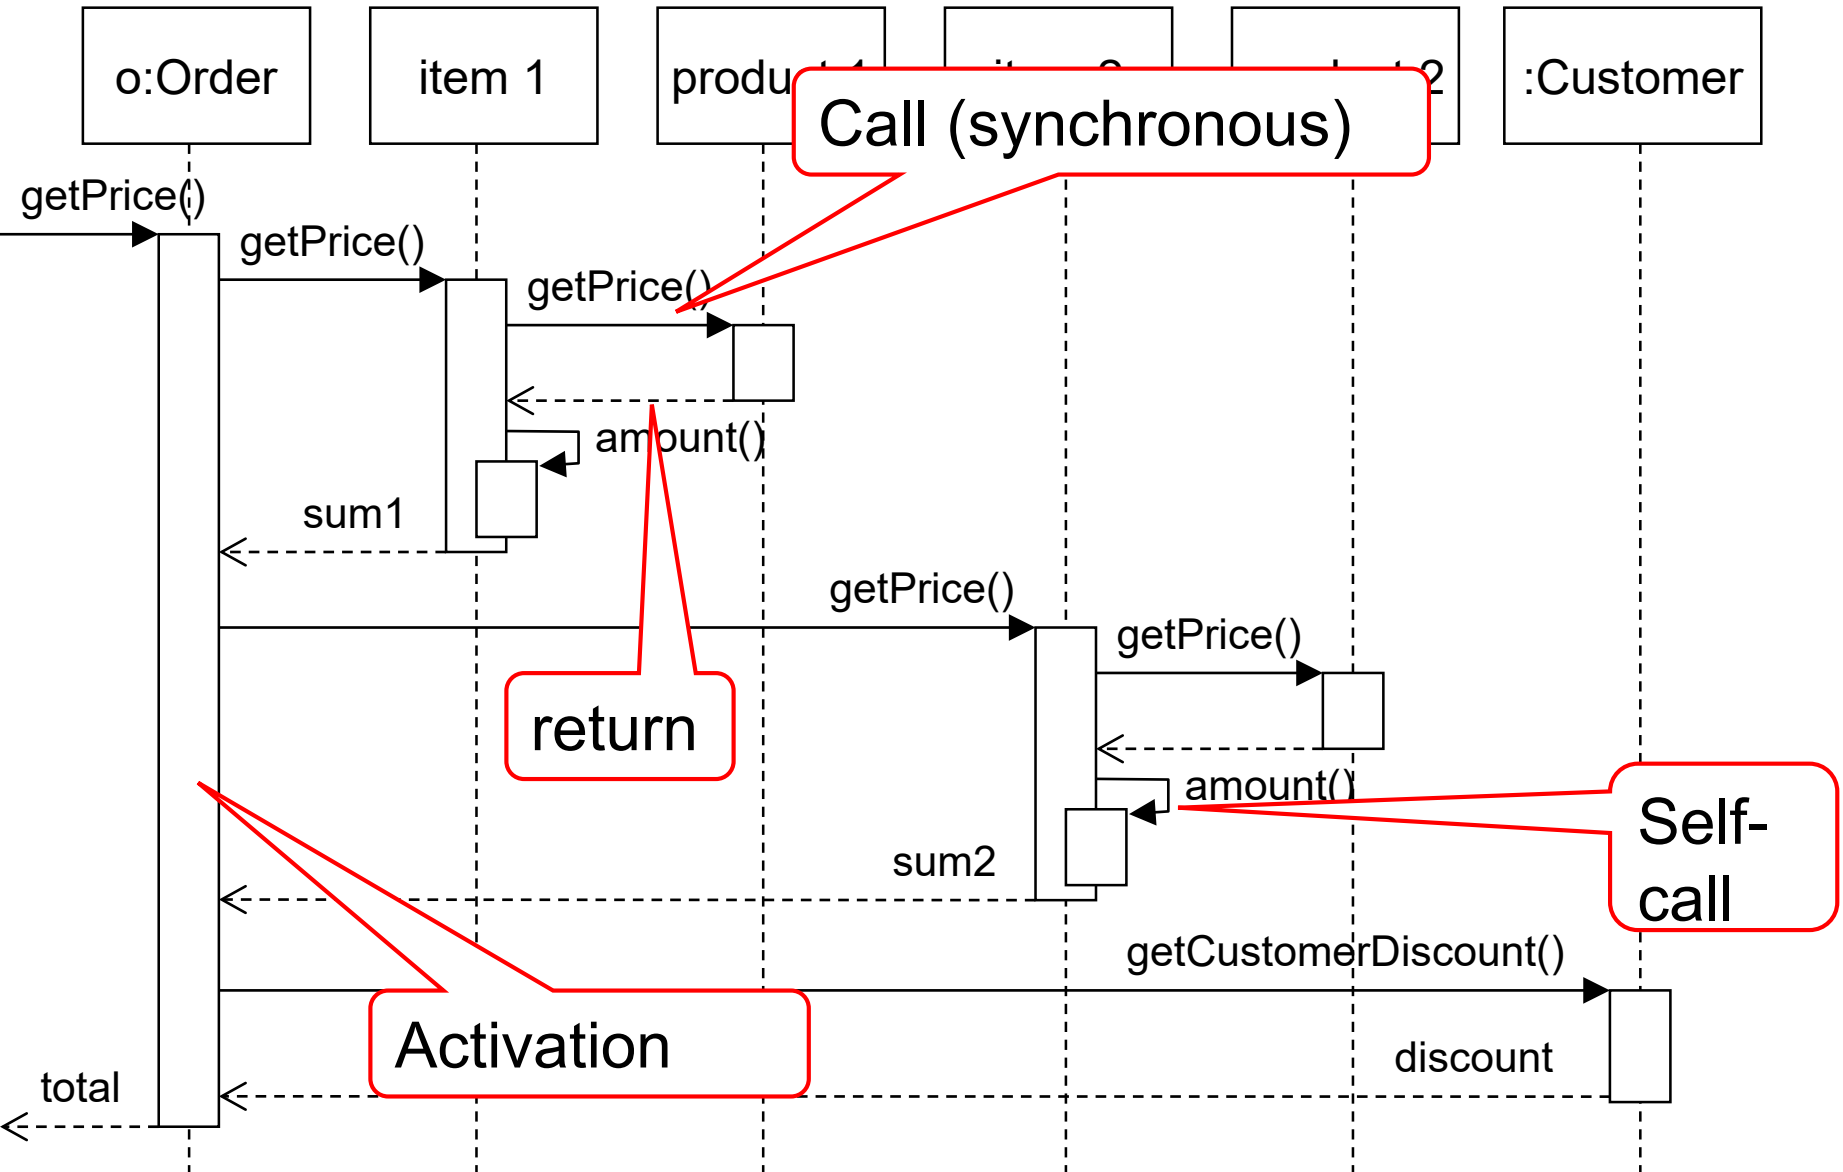 o:Order
item 1
:Customer
Call (synchronous)
getPrice()
getPrice()
getPrice()
amount()
sum1
getPrice()
getPrice()
return
amount()
Self-
call
sum2
getCustomerDiscount()
Activation
discount
total